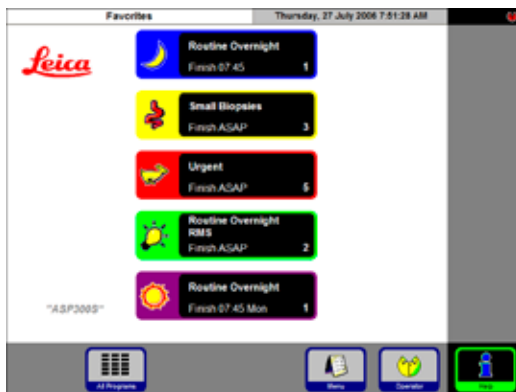 Favorites
Thursday, 27 July 2006 7:51:28 AM
Leica
Routine Overnight
Finish 07:45 1
Small Biopsies
Finish ASAP 3
Urgent
Finish ASAP 5
Routine Overnight
RMS
Finish ASAP 2
Routine Overnight
Finish 07:45 Mon 1
"ASP300S"
All Programs
Menu
Operator
Help